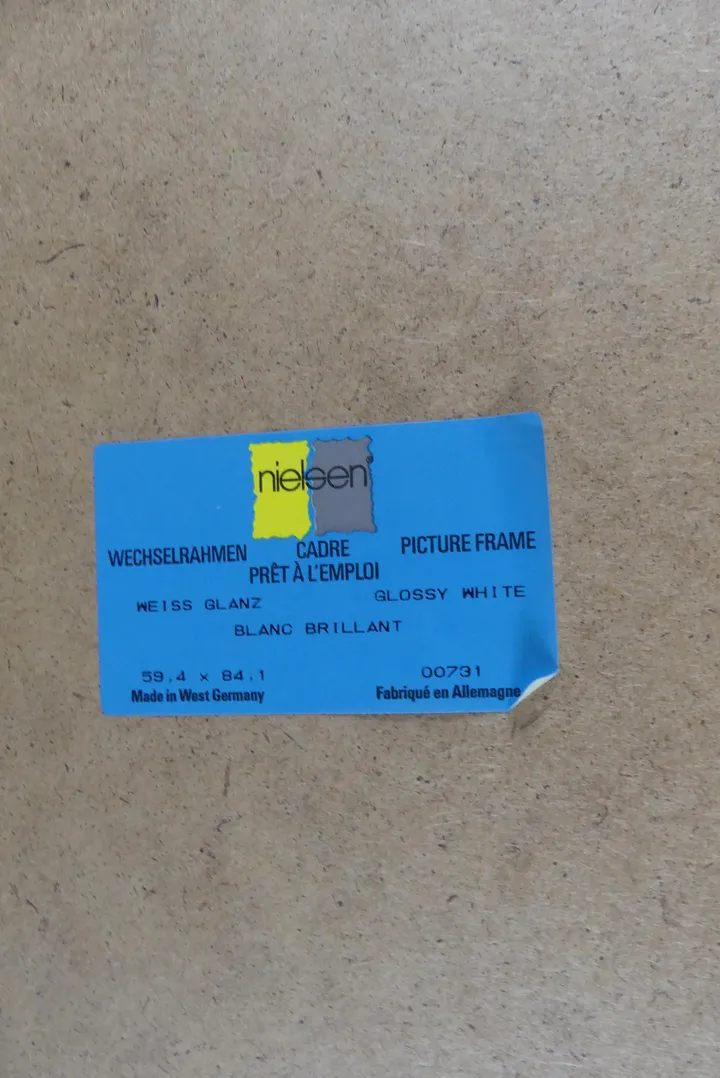 nielsen®
WECHSELRAHMEN CADRE PICTURE FRAME
PRÊT À L'EMPLOI
WEISS GLANZ GLOSSY WHITE
BLANC BRILLANT
59,4 x 84,1 00731
Made in West Germany Fabriqué en Allemagne